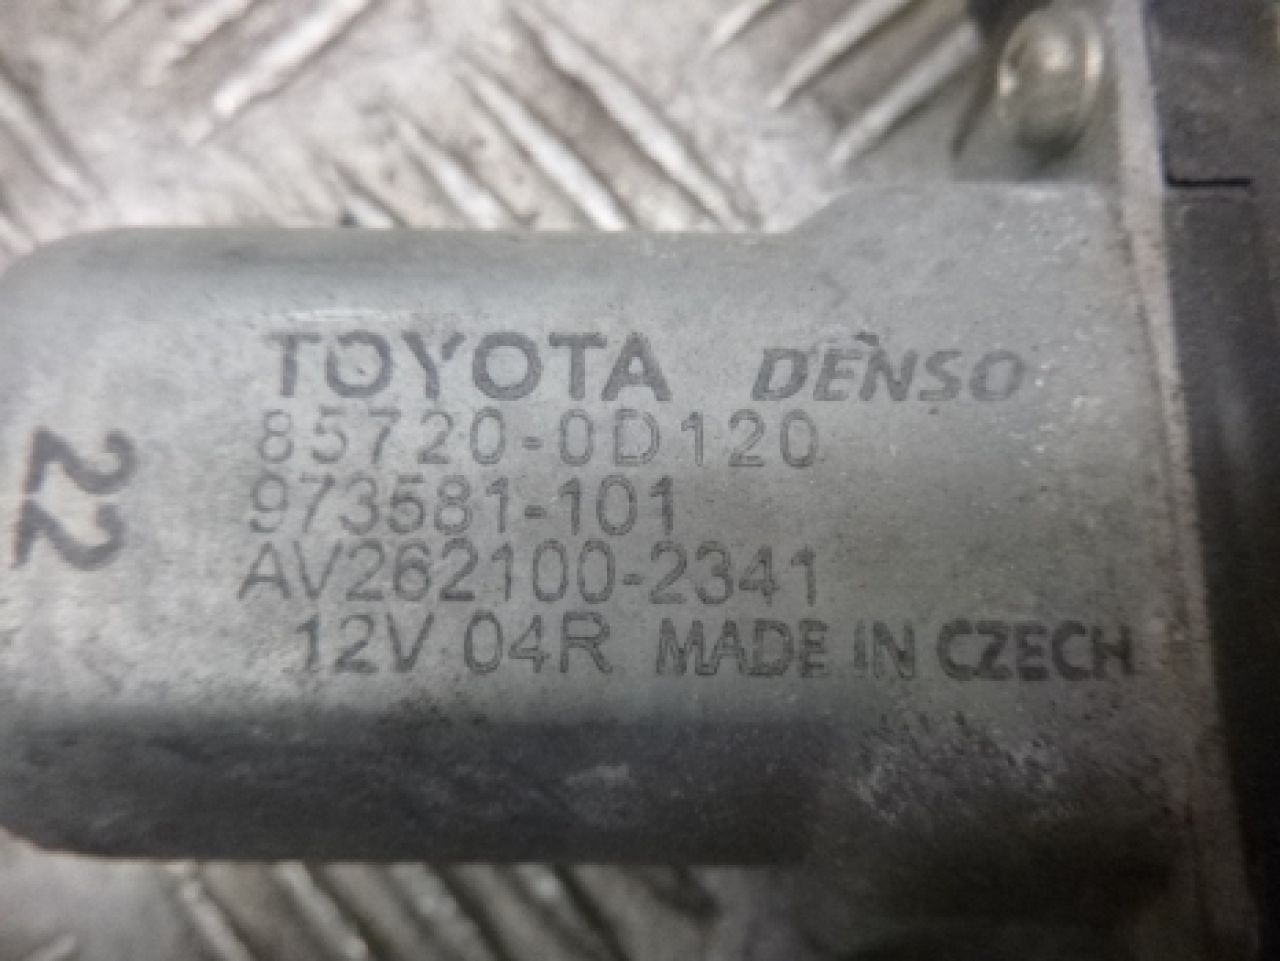 TOYOTA DENSO
85720-0D120
973581-101
AV262100-2341
12V 04R MADE IN CZECH
22